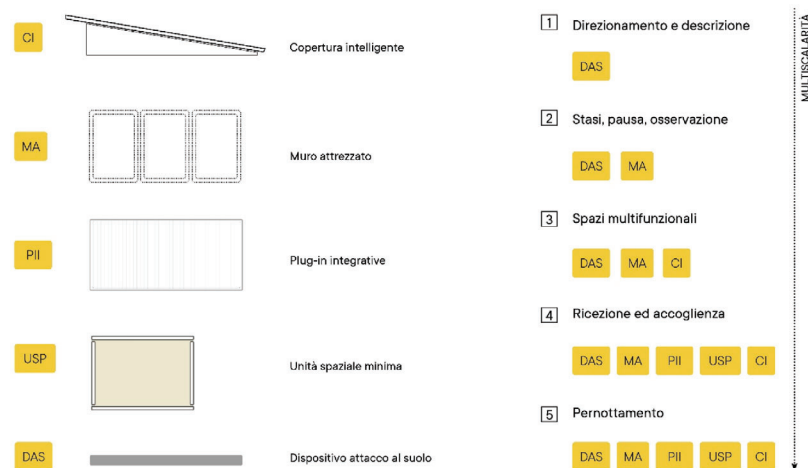 CI
Copertura intelligente
MA
Muro attrezzato
PII
Plug-in integrative
USP
Unità spaziale minima
DAS
Dispositivo attacco al suolo
1 Direzionamento e descrizione
DAS
2 Stasi, pausa, osservazione
DAS MA
3 Spazi multifunzionali
DAS MA CI
4 Ricezione ed accoglienza
DAS MA PII USP CI
5 Pernottamento
DAS MA PII USP CI
MULTISCALARITÀ